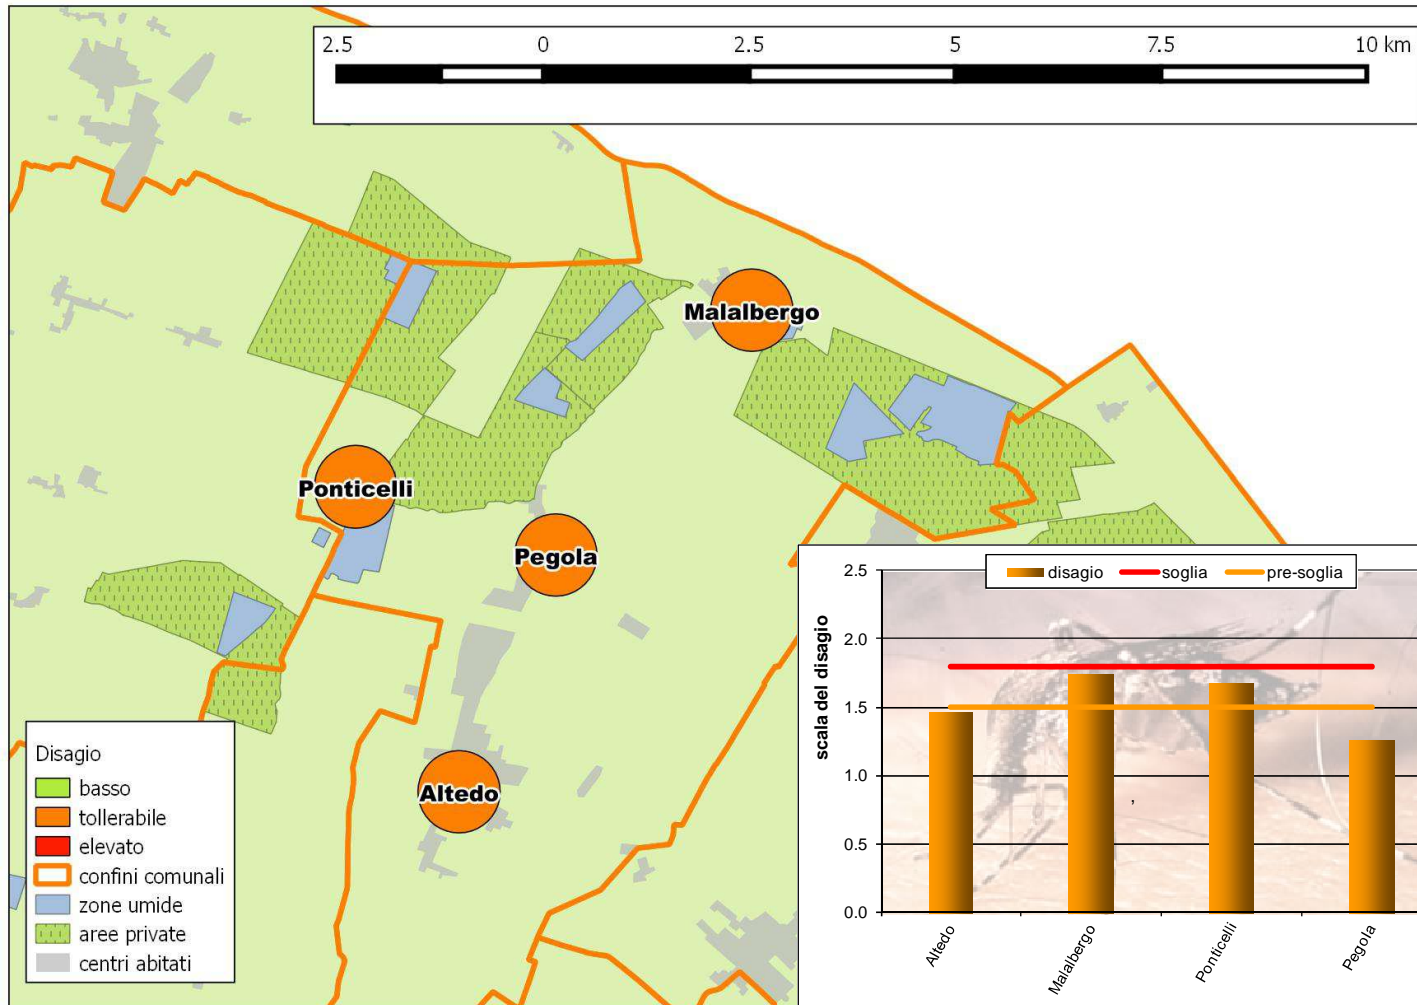 2.5 0 2.5 5 7.5 10 km
Malalbergo
Ponticelli
Pegola
Altedo
Disagio
basso
tollerabile
elevato
confini comunali
zone umide
aree private
centri abitati
disagio soglia pre-soglia
scala del disagio
2.5
2.0
1.5
1.0
0.5
0.0
,
Altedo Malalbergo Ponticelli Pegola